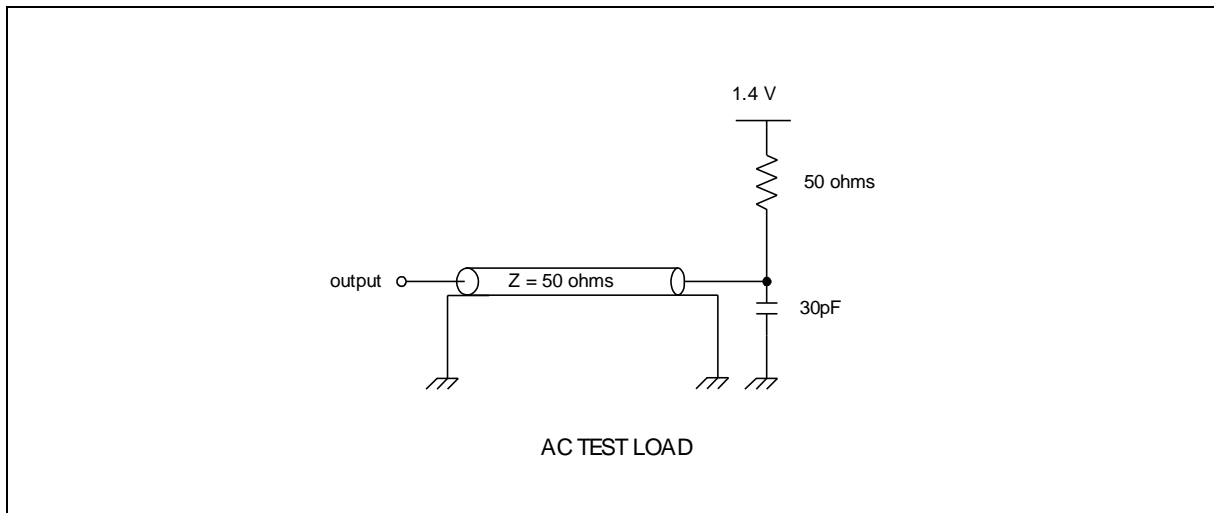 1.4 V
50 ohms
output
Z = 50 ohms
30pF
AC TEST LOAD